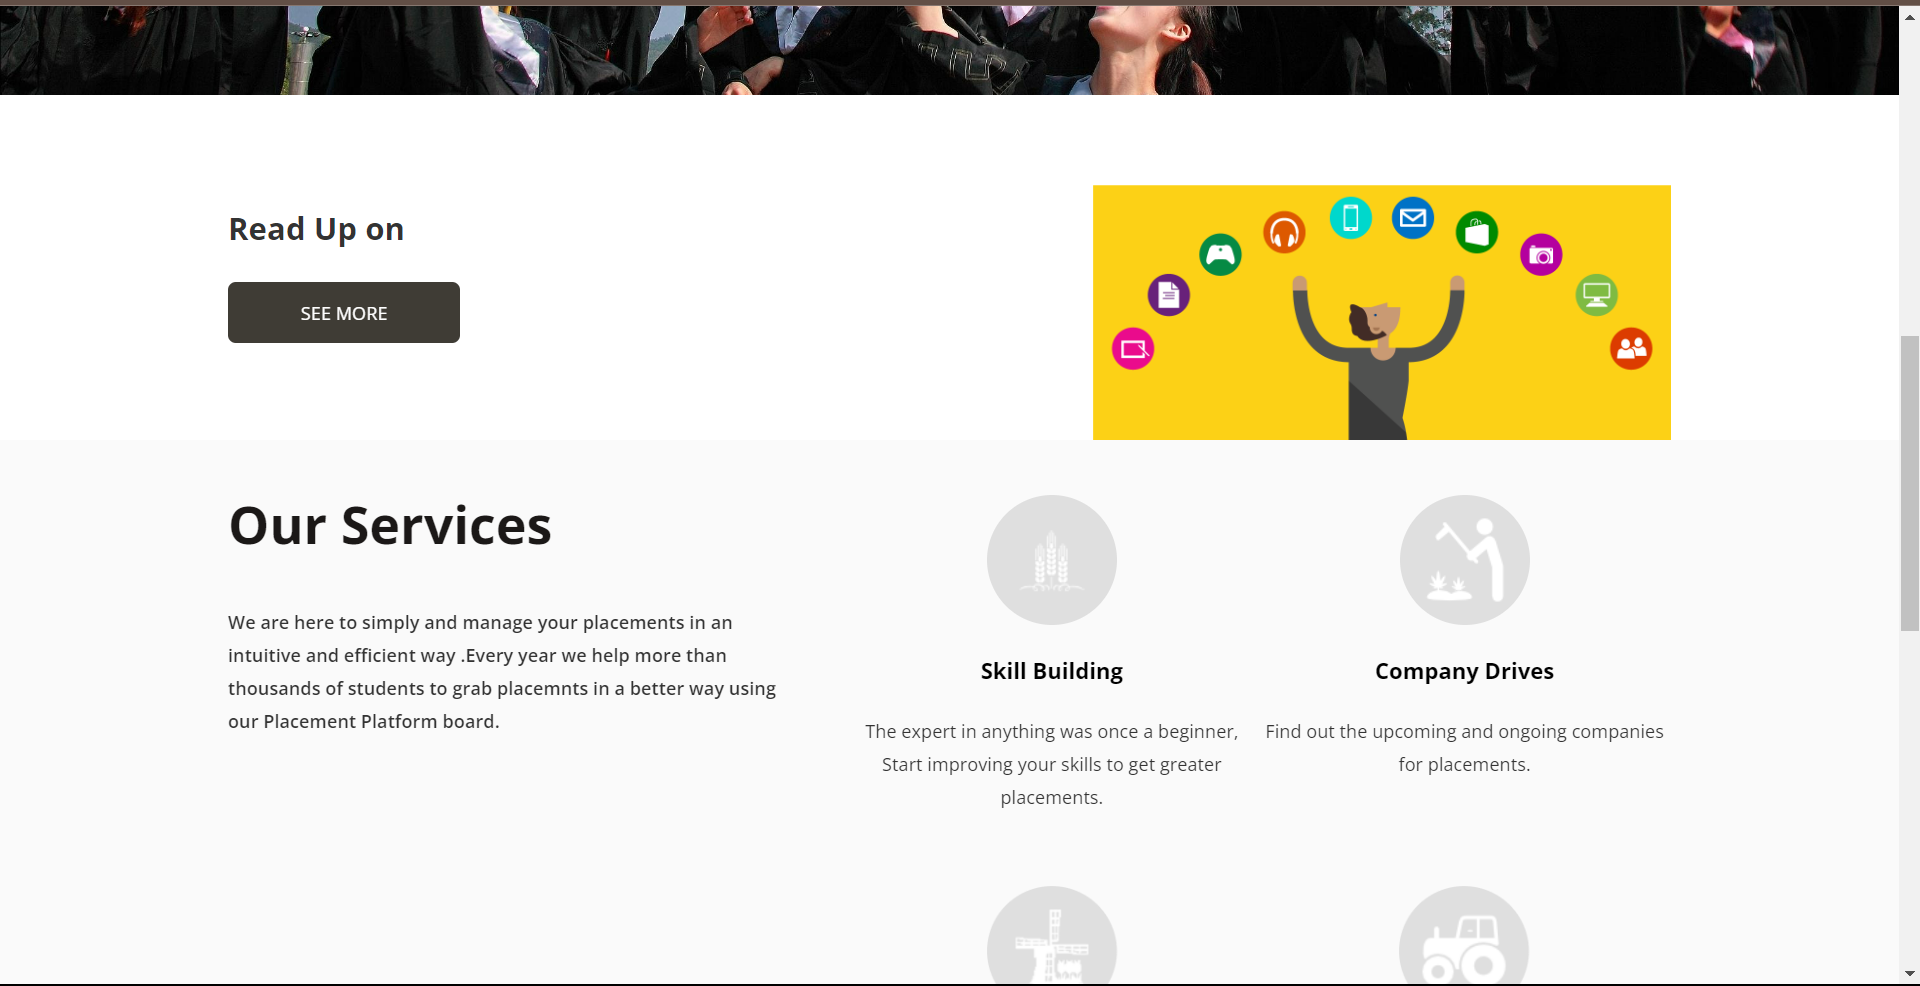 Read Up on
SEE MORE
Our Services
We are here to simply and manage your placements in an
intuitive and efficient way .Every year we help more than
thousands of students to grab placemnts in a better way using
our Placement Platform board.
Skill Building
The expert in anything was once a beginner,
Start improving your skills to get greater
placements.
Company Drives
Find out the upcoming and ongoing companies
for placements.